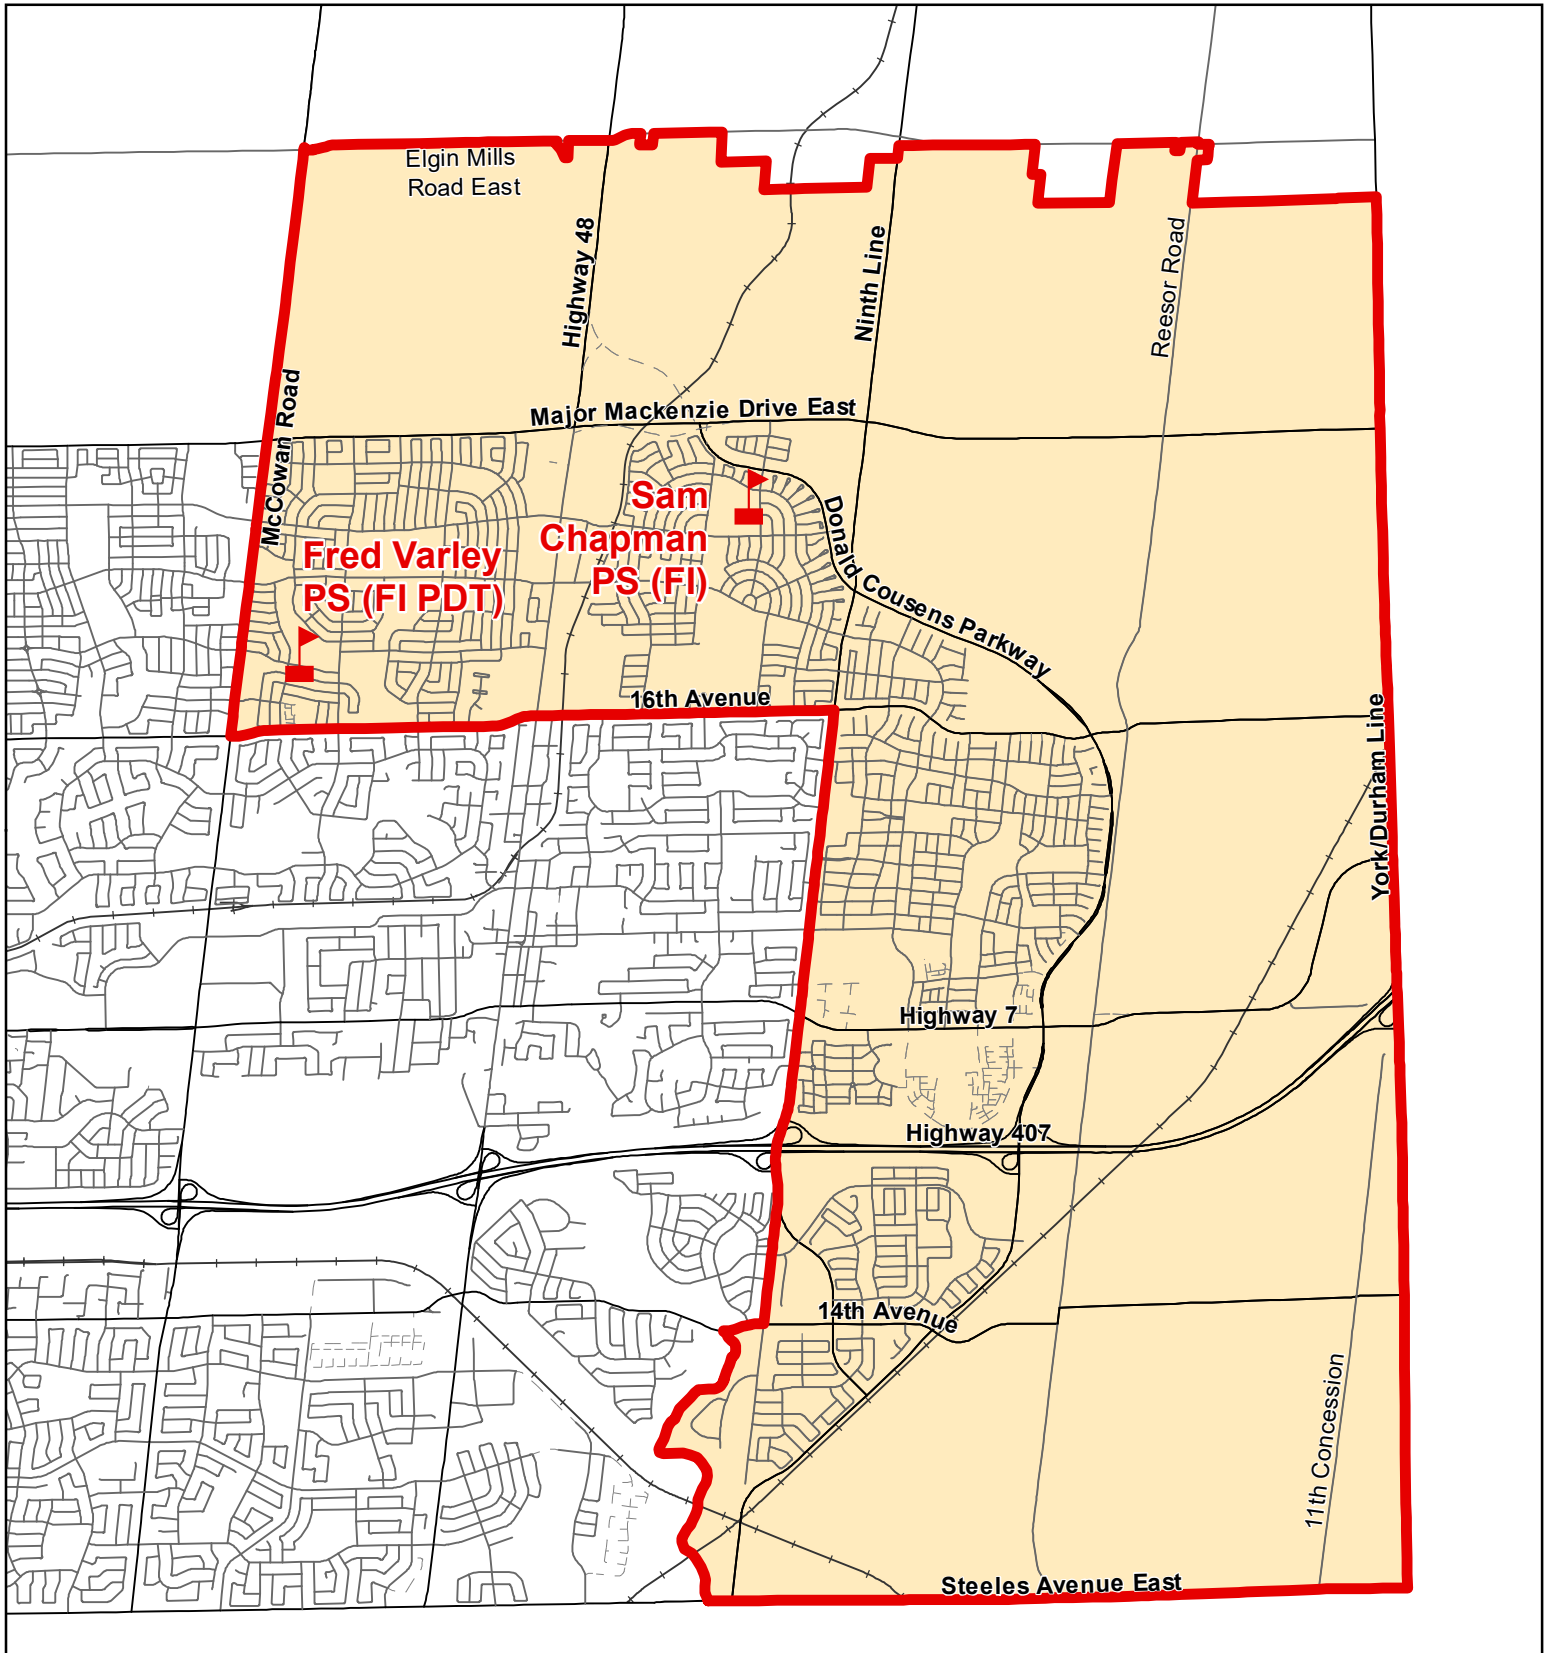 Elgin Mills
Road East
Highway 48
Ninth Line
Reesor Road
McCowan Road
Major Mackenzie Drive East
Sam
Chapman
PS (FI)
Fred Varley
PS (FI PDT)
Donard Cousens Parkway
16th Avenue
York/Durham Line
Highway 7
Highway 407
14th Avenue
11th Concession
Steeles Avenue East